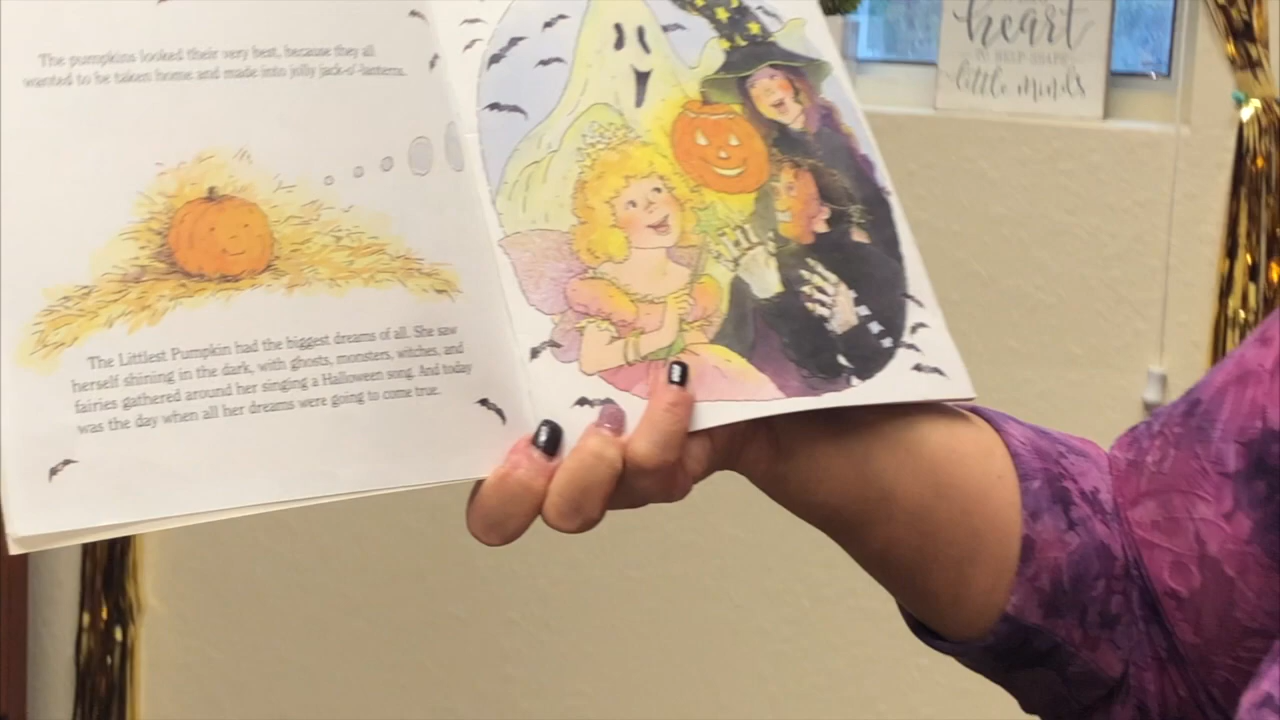 The pumpkins looked their very best, because they all
wanted to be taken home and made into jolly jack-o'-lanterns.
The Littlest Pumpkin had the biggest dreams of all. She saw
herself shining in the dark, with ghosts, monsters, witches, and
fairies gathered around her singing a Halloween song. And today
was the day when all her dreams were going to come true.
heart
little minds